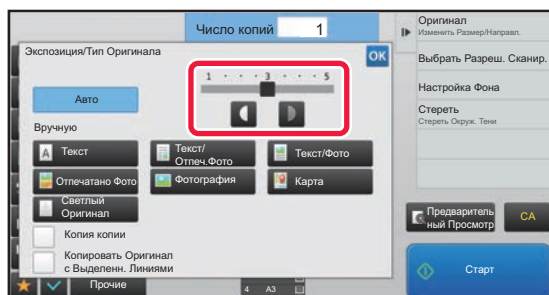 Число копий 1
Экспозиция/Тип Оригинала
OK
1 · · 3 · · 5
Авто
Вручную
A Текст
Текст/
Отпеч.Фото
Текст/Фото
Отпечатано Фото
Фотография
Карта
Светлый
Оригинал
Копия копии
Копировать Оригинал
с Выделенн. Линиями
Прочие
4 A3
Оригинал
Изменить Размер/Направл.
Выбрать Разреш. Сканир.
Настройка Фона
Стереть
Стереть Окруж. Тени
Предваритель
ный Просмотр
CA
Старт